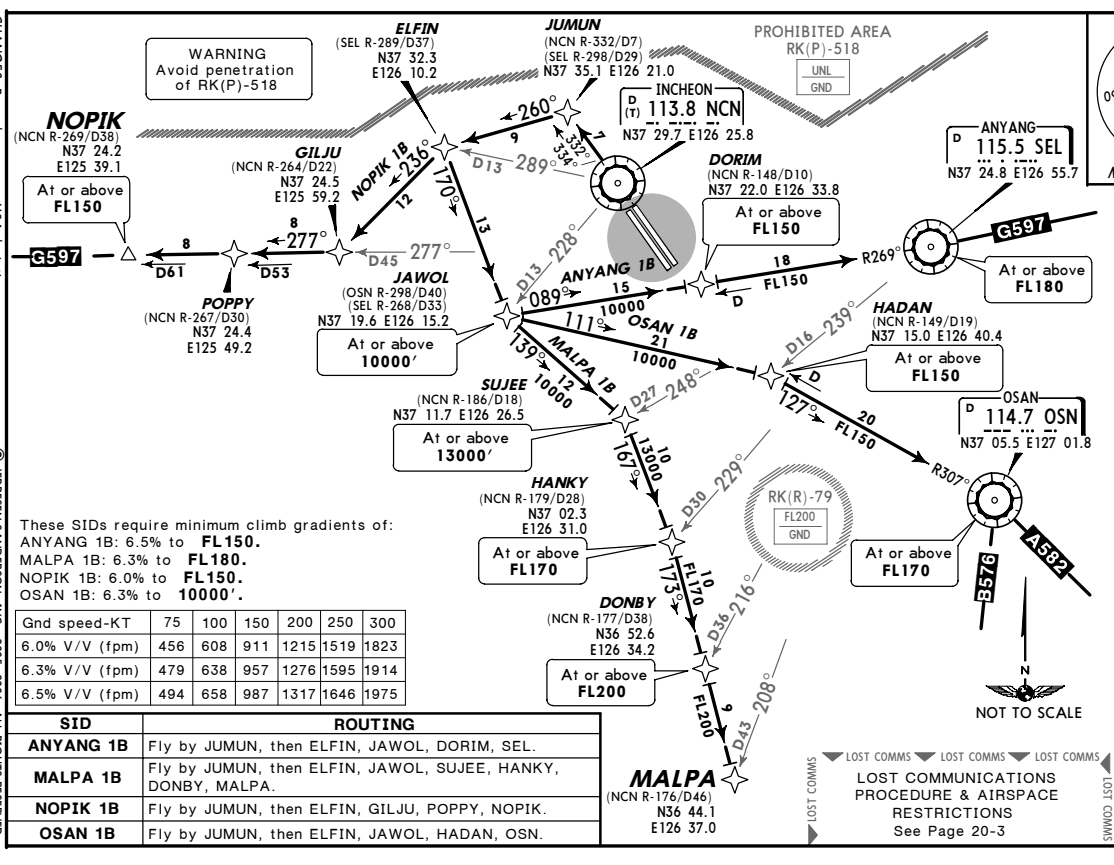 ELFIN
(SEL R-289/D37)
N37 32.3
E126 10.2
JUMUN
(NCN R-332/D7)
(SEL R-298/D29)
N37 35.1 E126 21.0
PROHIBITED AREA
RK(P)-518
UNL
GND
WARNING
Avoid penetration
of RK(P)-518
INCHEON
D
(T) 113.8 NCN
N37 29.7 E126 25.8
ANYANG
D 115.5 SEL
N37 24.8 E126 55.7
NOPIK
(NCN R-269/D38)
N37 24.2
E125 39.1
At or above
FL150
GILJU
(NCN R-264/D22)
N37 24.5
E125 59.2
NOPIK 1B
236°
12
260°
9
7
332°
334°
D13 289°
170°
13
DORIM
(NCN R-148/D10)
N37 22.0 E126 33.8
At or above
FL150
G597
8
D61
8
277°
D53
D45 277°
D13 228°
18
FL150
D
R269°
G597
At or above
FL180
POPPY
(NCN R-267/D30)
N37 24.4
E125 49.2
JAWOL
(OSN R-298/D40)
(SEL R-268/D33)
N37 19.6 E126 15.2
At or above
10000'
ANYANG 1B
089°
15
10000
OSAN 1B
111°
21
10000
MALPA 1B
139°
12
10000
D16 239°
HADAN
(NCN R-149/D19)
N37 15.0 E126 40.4
At or above
FL150
D
127°
20
FL150
R307°
SUJEE
(NCN R-186/D18)
N37 11.7 E126 26.5
At or above
13000'
D27 248°
OSAN
D 114.7 OSN
N37 05.5 E127 01.8
10
13000
167°
HANKY
(NCN R-179/D28)
N37 02.3
E126 31.0
At or above
FL170
D30 229°
RK(R)-79
FL200
GND
At or above
FL170
B576
A582
These SIDs require minimum climb gradients of:
ANYANG 1B: 6.5% to FL150.
MALPA 1B: 6.3% to FL180.
NOPIK 1B: 6.0% to FL150.
OSAN 1B: 6.3% to 10000'.
10
FL170
173°
DONBY
(NCN R-177/D38)
N36 52.6
E126 34.2
At or above
FL200
D36 216°
9
FL200
D43 208°
MALPA
(NCN R-176/D46)
N36 44.1
E126 37.0
N
NOT TO SCALE
Gnd speed-KT 75 100 150 200 250 300
6.0% V/V (fpm) 456 608 911 1215 1519 1823
6.3% V/V (fpm) 479 638 957 1276 1595 1914
6.5% V/V (fpm) 494 658 987 1317 1646 1975
SID ROUTING
ANYANG 1B Fly by JUMUN, then ELFIN, JAWOL, DORIM, SEL.
MALPA 1B Fly by JUMUN, then ELFIN, JAWOL, SUJEE, HANKY,
DONBY, MALPA.
NOPIK 1B Fly by JUMUN, then ELFIN, GILJU, POPPY, NOPIK.
OSAN 1B Fly by JUMUN, then ELFIN, JAWOL, HADAN, OSN.
LOST COMMS LOST COMMS LOST COMMS
LOST COMMS
LOST COMMS
LOST COMMUNICATIONS
PROCEDURE & AIRSPACE
RESTRICTIONS
See Page 20-3